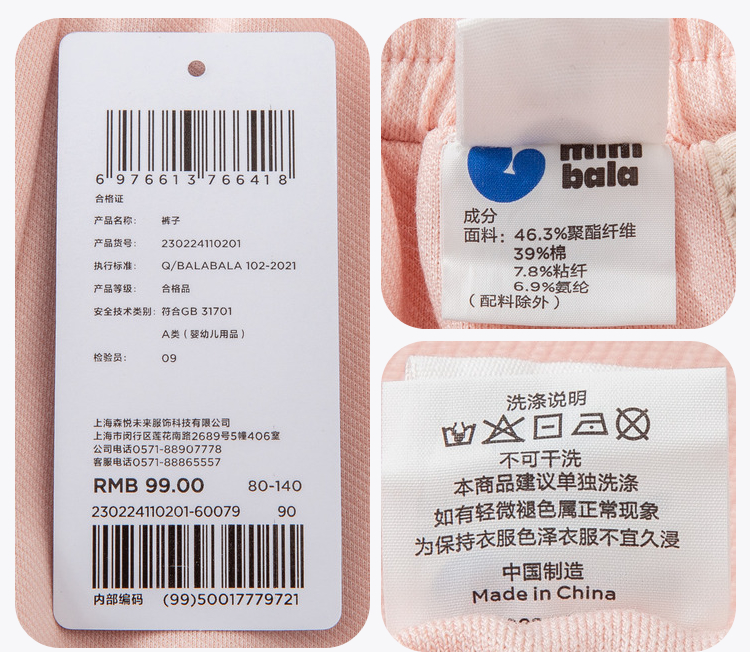 6 976613 766418
合格证
产品名称： 裤子
产品货号： 230224110201
执行标准： Q/BALABALA 102-2021
产品等级： 合格品
安全技术类别： 符合GB 31701
A类（婴幼儿用品）
检验员： 09
上海森悦未来服饰科技有限公司
上海市闵行区莲花南路2689号5幢406室
公司电话0571-88907778
客服电话0571-88865557
RMB 99.00 80-140
230224110201-60079 90
内部编码 (99)50017779721
mini
bala
成分
面料： 46.3%聚酯纤维
39%棉
7.8%粘纤
6.9%氨纶
（配料除外）
洗涤说明
不可干洗
本商品建议单独洗涤
如有轻微褪色属正常现象
为保持衣服色泽衣服不宜久浸
中国制造
Made in China